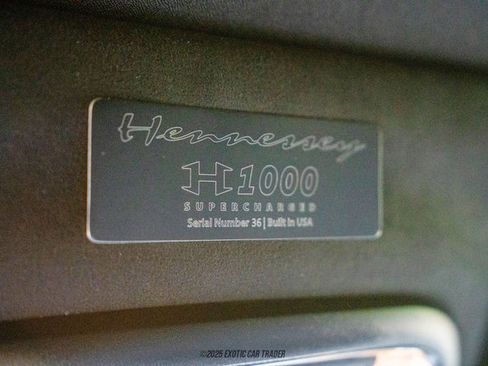 Hennessey
H1000
SUPERCHARGED
Serial Number 36 | Built in USA
©2025 EXOTIC CAR TRADER